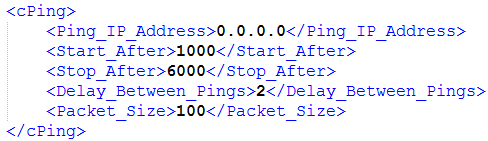 <cPing>
<Ping_IP_Address>0.0.0.0</Ping_IP_Address>
<Start_After>1000</Start_After>
<Stop_After>6000</Stop_After>
<Delay_Between_Pings>2</Delay_Between_Pings>
<Packet_Size>100</Packet_Size>
</cPing>